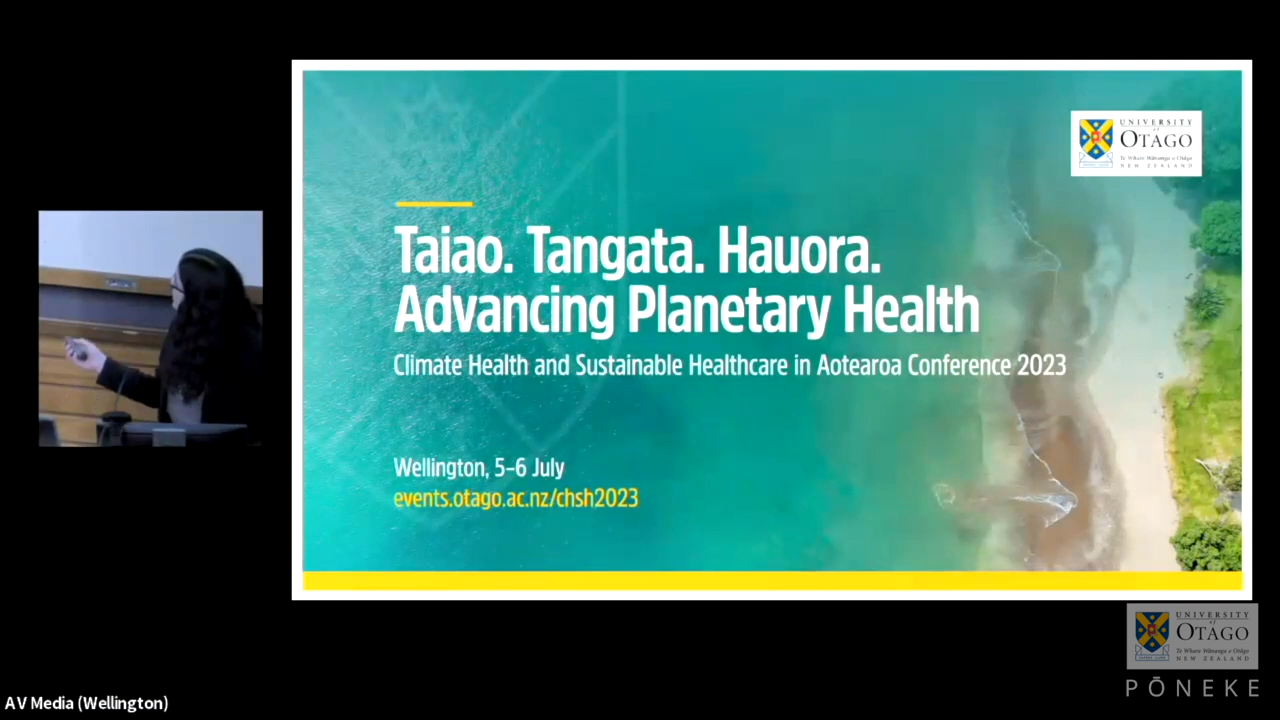 UNIVERSITY
of
OTAGO
Te Whare Wānanga o Otāgo
NEW ZEALAND
Taiao. Tangata. Hauora.
Advancing Planetary Health
Climate Health and Sustainable Healthcare in Aotearoa Conference 2023
Wellington, 5–6 July
events.otago.ac.nz/chsh2023
UNIVERSITY
of
OTAGO
Te Whare Wānanga o Otāgo
NEW ZEALAND
PŌNEKE
AV Media (Wellington)